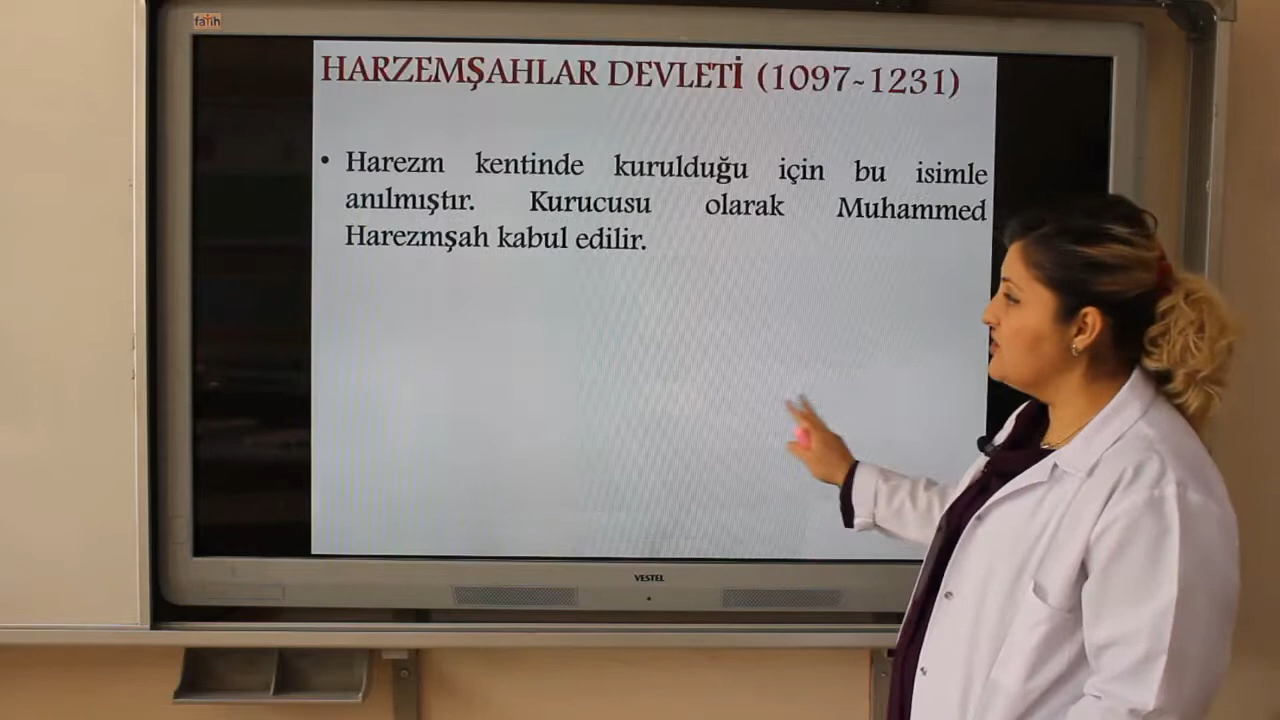 fatih
HARZEMŞAHLAR DEVLETİ (1097~1231)
• Harezm kentinde kurulduğu için bu isimle
anılmıştır. Kurucusu olarak Muhammed
Harezmşah kabul edilir.
VESTEL